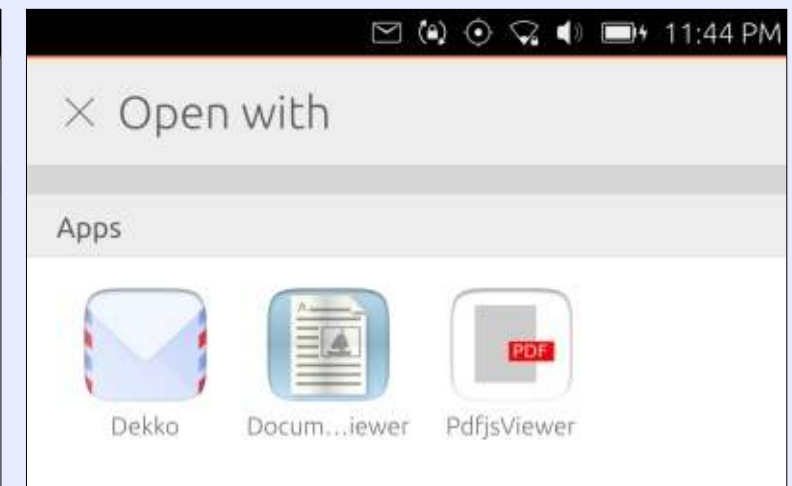 11:44 PM
× Open with
Apps
PDF
Dekko Docum...iewer PdfjsViewer